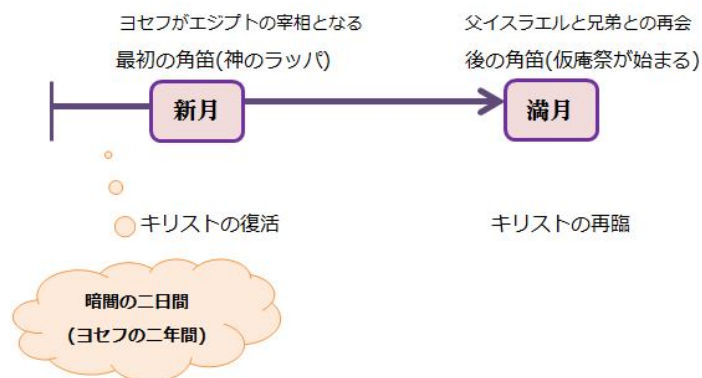 ヨセフがエジプトの宰相となる
最初の角笛(神のラッパ)
父イスラエルと兄弟との再会
後の角笛(仮庵祭が始まる)
新月
満月
キリストの復活
キリストの再臨
暗闇の二日間
(ヨセフの二年間)